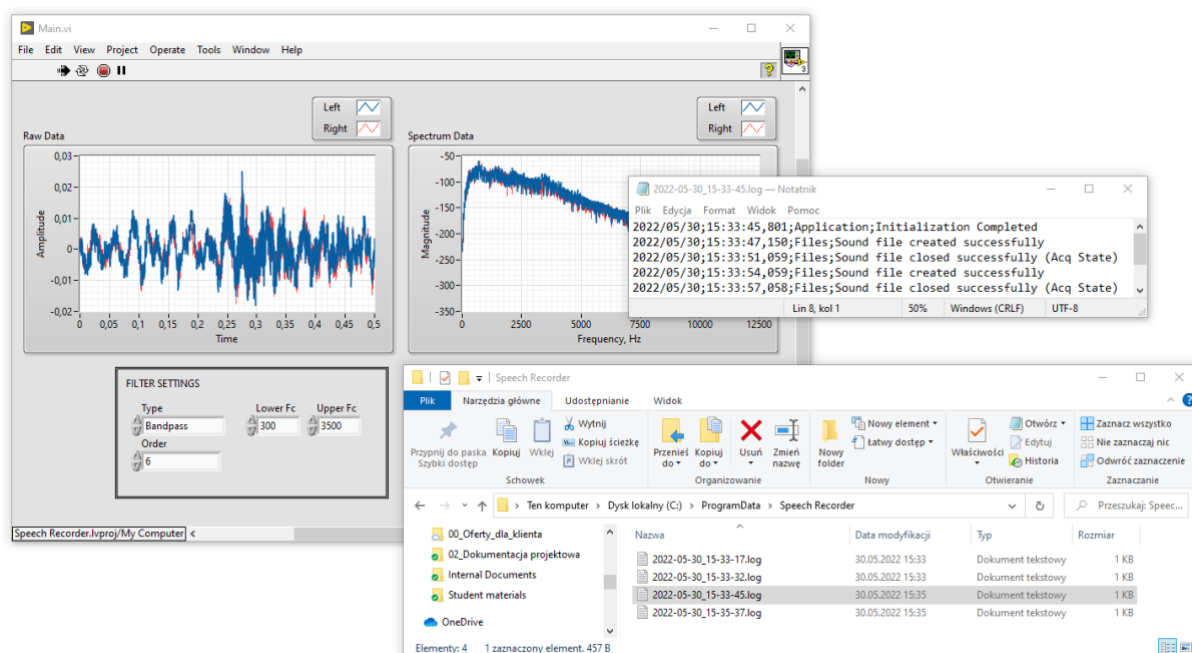 Main.vi
File Edit View Project Operate Tools Window Help
3
Left
Right
Raw Data
0,03
0,02
0,01
0
-0,01
-0,02
Amplitude
0 0,05 0,1 0,15 0,2 0,25 0,3 0,35 0,4 0,45 0,5
Time
Left
Right
Spectrum Data
-50
-100
-150
-200
-250
-300
-350
Magnitude
0 2500 5000 7500 10000 12500
Frequency, Hz
FILTER SETTINGS
Type
Bandpass
Lower Fc
300
Upper Fc
3500
Order
6
Speech Recorder.lvproj/My Computer
2022-05-30_15-33-45.log — Notatnik
Plik Edycja Format Widok Pomoc
2022/05/30;15:33:45,801;Application;Initialization Completed
2022/05/30;15:33:47,150;Files;Sound file created successfully
2022/05/30;15:33:51,059;Files;Sound file closed successfully (Acq State)
2022/05/30;15:33:54,059;Files;Sound file created successfully
2022/05/30;15:33:57,058;Files;Sound file closed successfully (Acq State)
Lin 8, kol 1 50% Windows (CRLF) UTF-8
Speech Recorder
Plik Narzędzia główne Udostępnianie Widok
Przypnij do paska
Szybki dostęp
Kopiuj
Wklej
Wytnij
Kopiuj ścieżkę
Wklej skrót
Schowek
Przenieś do
Kopiuj do
Usuń
Zmień nazwę
Organizowanie
Nowy folder
Nowy element
Łatwy dostęp
Nowy
Właściwości
Otwórz
Edytuj
Historia
Otwieranie
Zaznacz wszystko
Nie zaznaczaj nic
Odwróć zaznaczenie
Zaznaczanie
Ten komputer > Dysk lokalny (C:) > ProgramData > Speech Recorder
Przeszukaj: Speec...
00_Oferty_dla_klienta
02_Dokumentacja projektowa
Internal Documents
Student materials
OneDrive
Nazwa Data modyfikacji Typ Rozmiar
2022-05-30_15-33-17.log 30.05.2022 15:33 Dokument tekstowy 1 KB
2022-05-30_15-33-32.log 30.05.2022 15:33 Dokument tekstowy 1 KB
2022-05-30_15-33-45.log 30.05.2022 15:35 Dokument tekstowy 1 KB
2022-05-30_15-35-37.log 30.05.2022 15:35 Dokument tekstowy 1 KB
Elementy: 4 1 zaznaczony element. 457 B